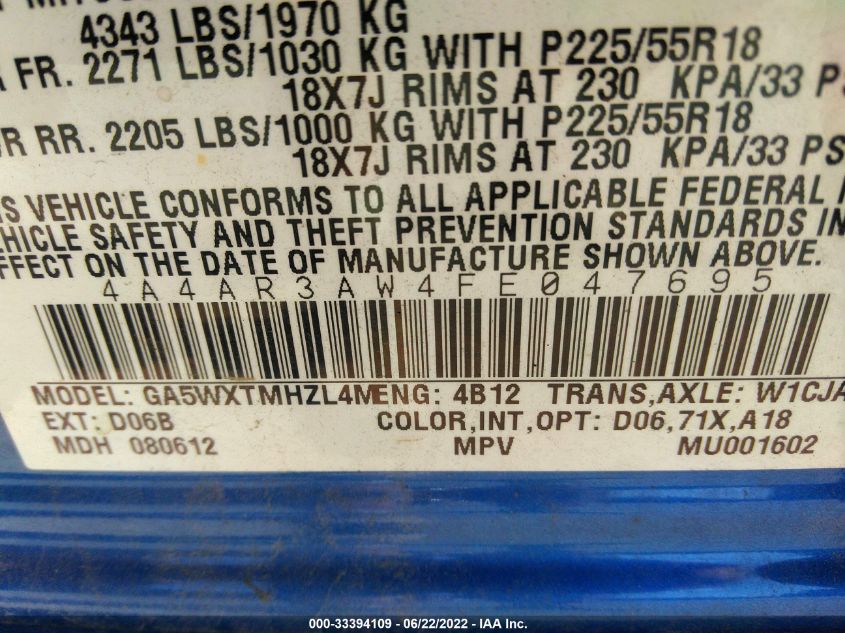 4343 LBS/1970 KG
FR. 2271 LBS/1030 KG WITH P225/55R18
18X7J RIMS AT 230 KPA/33
RR. 2205 LBS/1000 KG WITH P225/55R18
18X7J RIMS AT 230 KPA/33 PS
VEHICLE CONFORMS TO ALL APPLICABLE FEDERAL
SAFETY AND THEFT PREVENTION STANDARDS IN
ON THE DATE OF MANUFACTURE SHOWN ABOVE.
4A4AR3AW4FE047695
MODEL: GA5WXTMHZL4M ENG: 4B12 TRANS,AXLE: W1CJA
EXT: D06B COLOR,INT,OPT: D06,71X,A18
MDH 080612 MPV MU001602
000-33394109 - 06/22/2022 - IAA Inc.